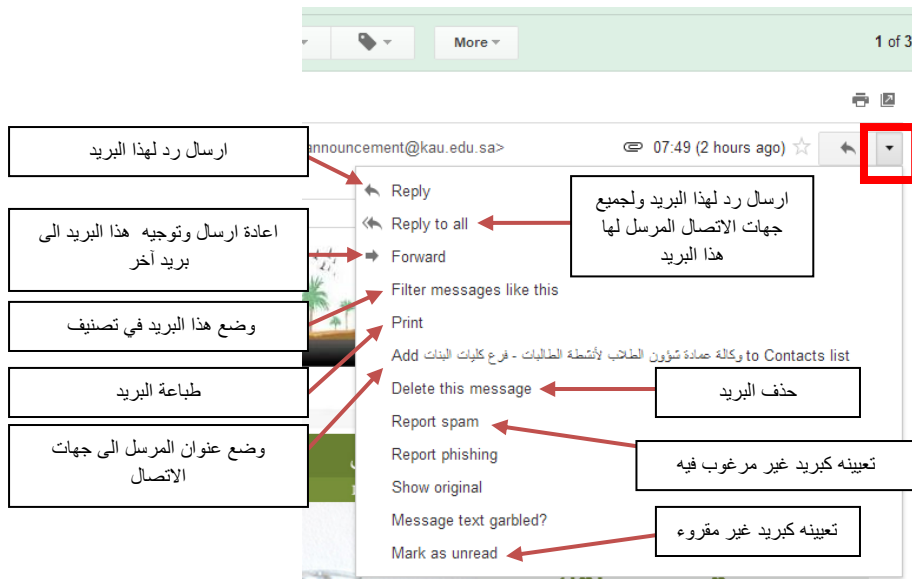 More
1 of 3
announcement@kau.edu.sa>
07:49 (2 hours ago)
ارسال رد لهذا البريد
Reply
ارسال رد لهذا البريد ولجميع
جهات الاتصال المرسل لها
هذا البريد
Reply to all
اعادة ارسال وتوجيه هذا البريد الى
بريد آخر
Forward
Filter messages like this
وضع هذا البريد في تصنيف
Print
Add وكالة عمادة شؤون الطلاب لأنشطة الطالبات - فرع كليات البنات to Contacts list
طباعة البريد
Delete this message
حذف البريد
Report spam
وضع عنوان المرسل الى جهات
الاتصال
Report phishing
تعيينه كبريد غير مرغوب فيه
Show original
Message text garbled?
تعيينه كبريد غير مقروء
Mark as unread